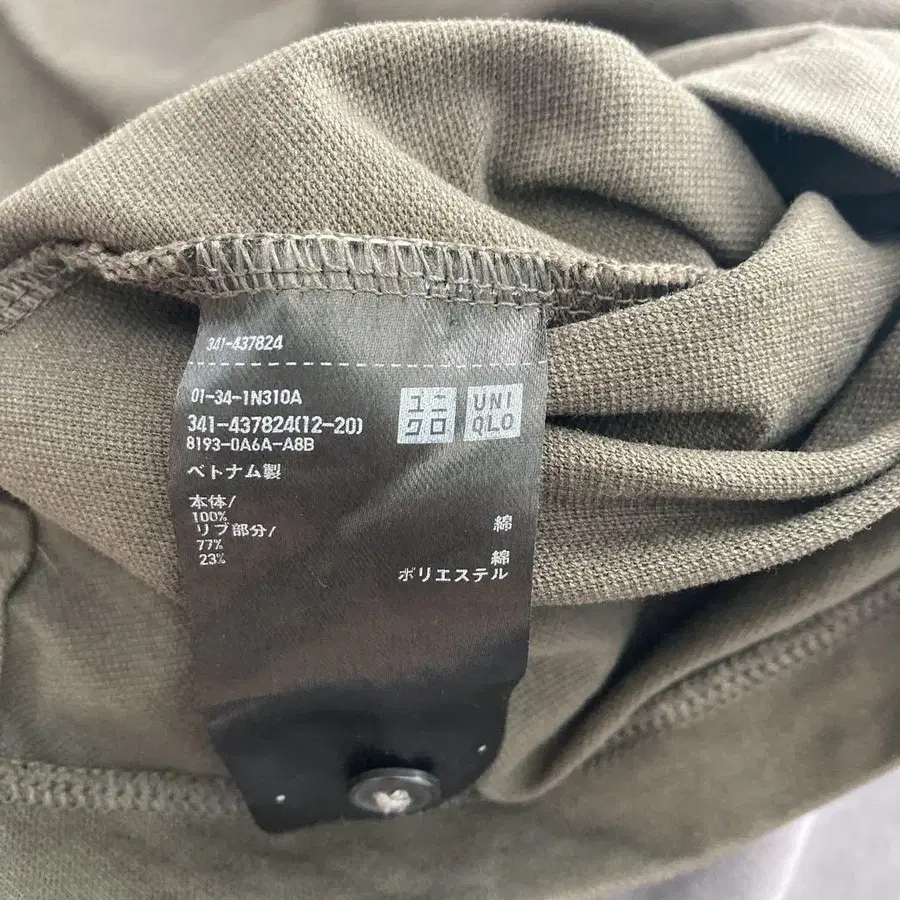 341-437824
01-34-1N310A
341-437824(12-20)
8193-0A6A-A8B
ユニ
クロ
UNI
QLO
ベトナム製
本体/
100% 綿
リブ部分/
77% 綿
23% ポリエステル